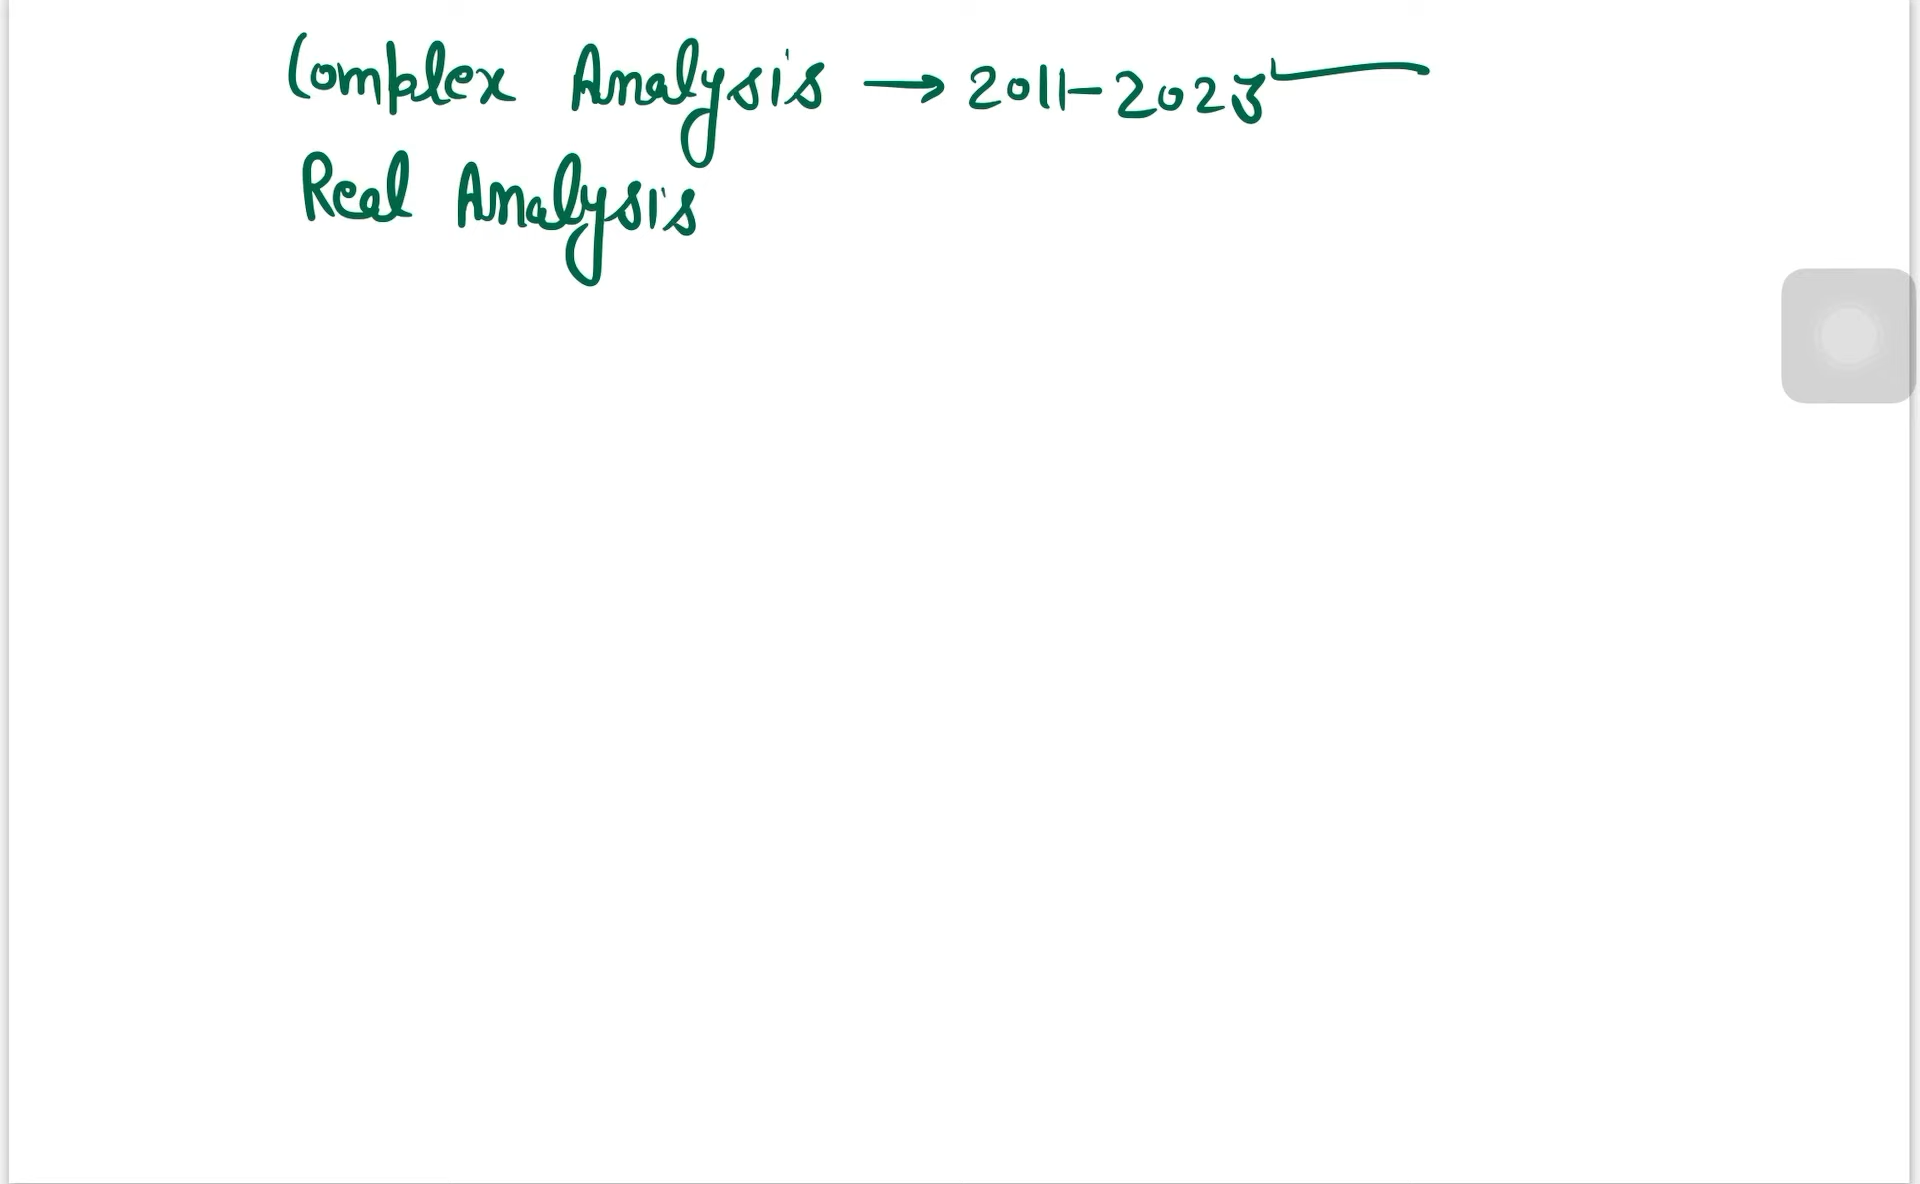 Complex Analysis → 2011-2023
Real Analysis